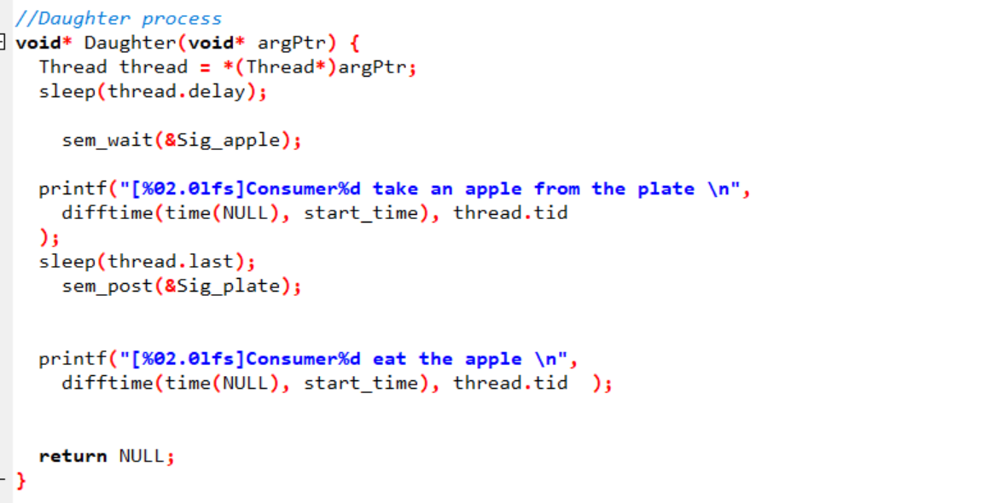 //Daughter process
void* Daughter(void* argPtr) {
Thread thread = *(Thread*)argPtr;
sleep(thread.delay);
sem_wait(&Sig_apple);
printf("[%02.0lfs]Consumer%d take an apple from the plate \n",
difftime(time(NULL), start_time), thread.tid
);
sleep(thread.last);
sem_post(&Sig_plate);
printf("[%02.0lfs]Consumer%d eat the apple \n",
difftime(time(NULL), start_time), thread.tid  );
return NULL;
}